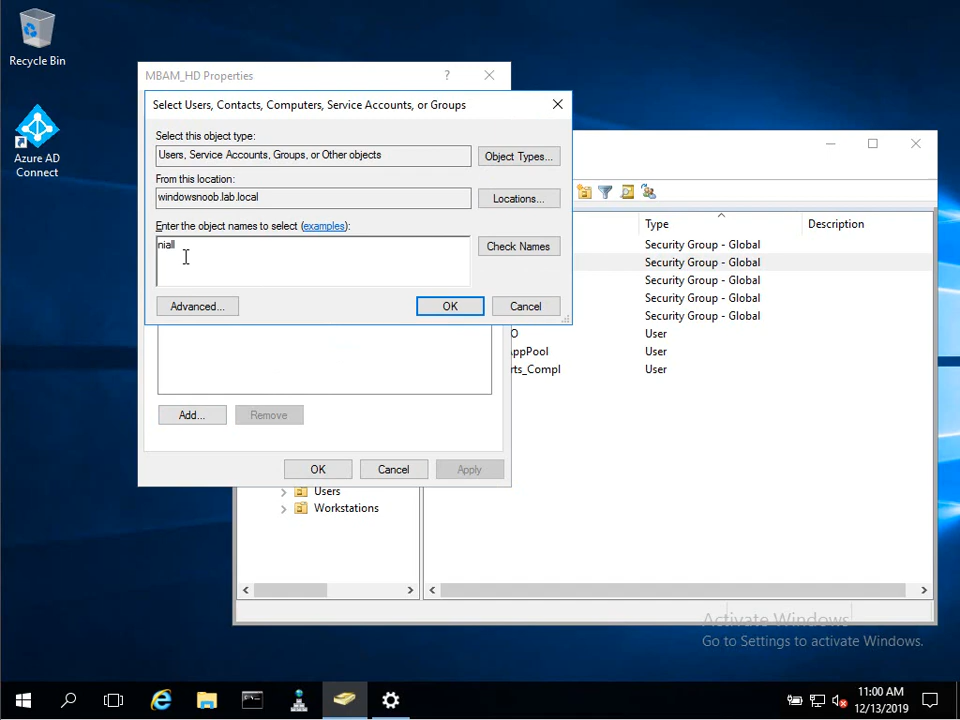 Recycle Bin
Azure AD
Connect
MBAM_HD Properties
?
Select Users, Contacts, Computers, Service Accounts, or Groups
Select this object type:
Users, Service Accounts, Groups, or Other objects
Object Types...
From this location:
windowsnoob.lab.local
Locations...
Enter the object names to select (examples):
niall
Check Names
Advanced...
OK
Cancel
Add...
Remove
OK
Cancel
Apply
Type
Description
Security Group - Global
Security Group - Global
Security Group - Global
Security Group - Global
Security Group - Global
O
User
AppPool
User
rts_Compl
User
Users
Workstations
Activate Windows
Go to Settings to activate Windows.
11:00 AM
12/13/2019